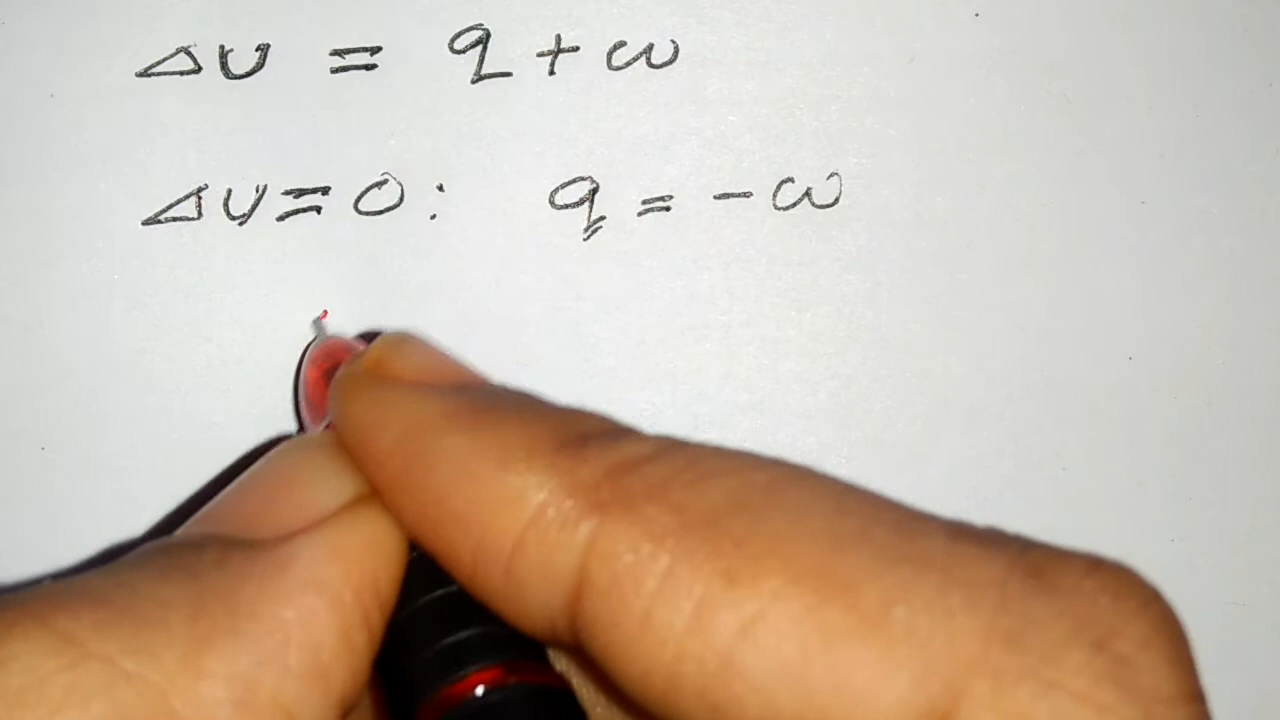 ΔU = q + w
ΔU = 0 : q = - w